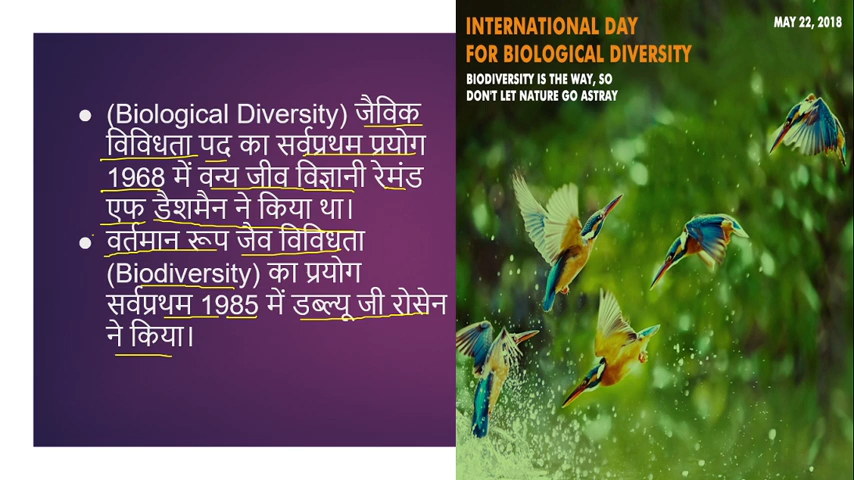 (Biological Diversity) जैविक
विविधता पद का सर्वप्रथम प्रयोग
1968 में वन्य जीव विज्ञानी रेमंड
एफ डैशमैन ने किया था।
वर्तमान रूप जैव विविधता
(Biodiversity) का प्रयोग
सर्वप्रथम 1985 में डब्ल्यू जी रोसेन
ने किया।
INTERNATIONAL DAY
FOR BIOLOGICAL DIVERSITY
MAY 22, 2018
BIODIVERSITY IS THE WAY, SO
DON'T LET NATURE GO ASTRAY